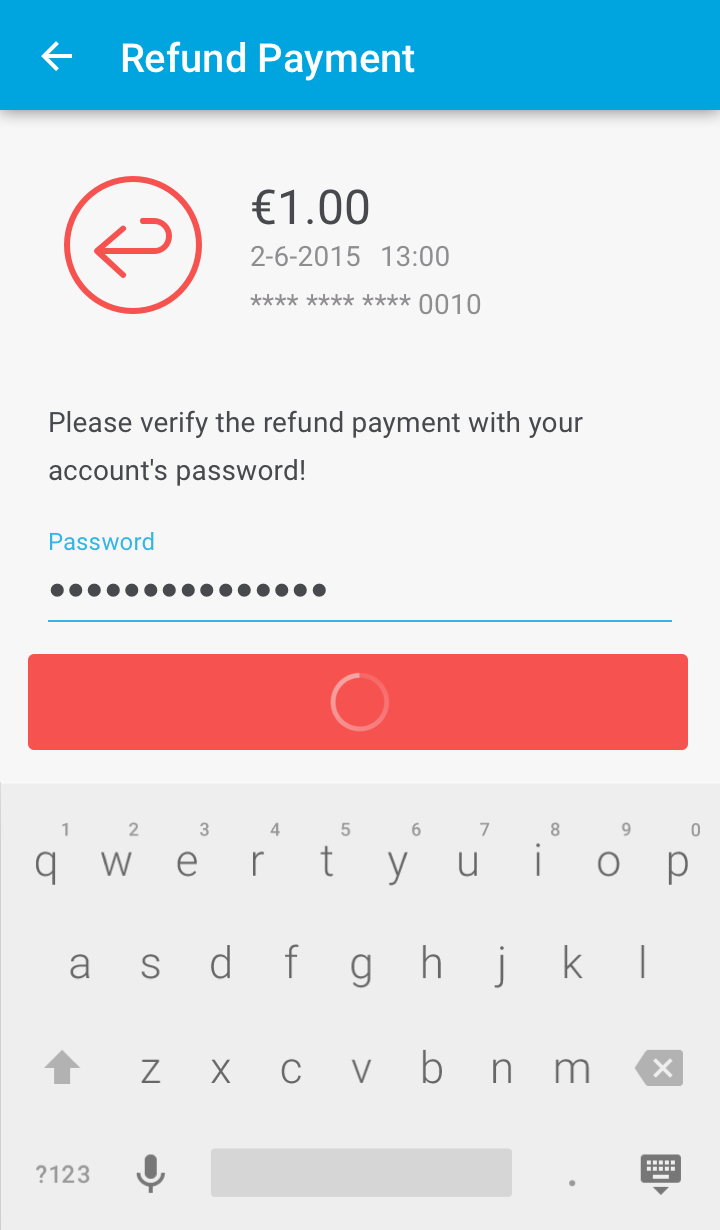 Refund Payment
€1.00
2-6-2015 13:00
**** **** **** 0010
Please verify the refund payment with your
account's password!
Password
•••••••••••••••
1 2 3 4 5 6 7 8 9 0
q w e r t y u i o p
a s d f g h j k l
z x c v b n m
?123 .